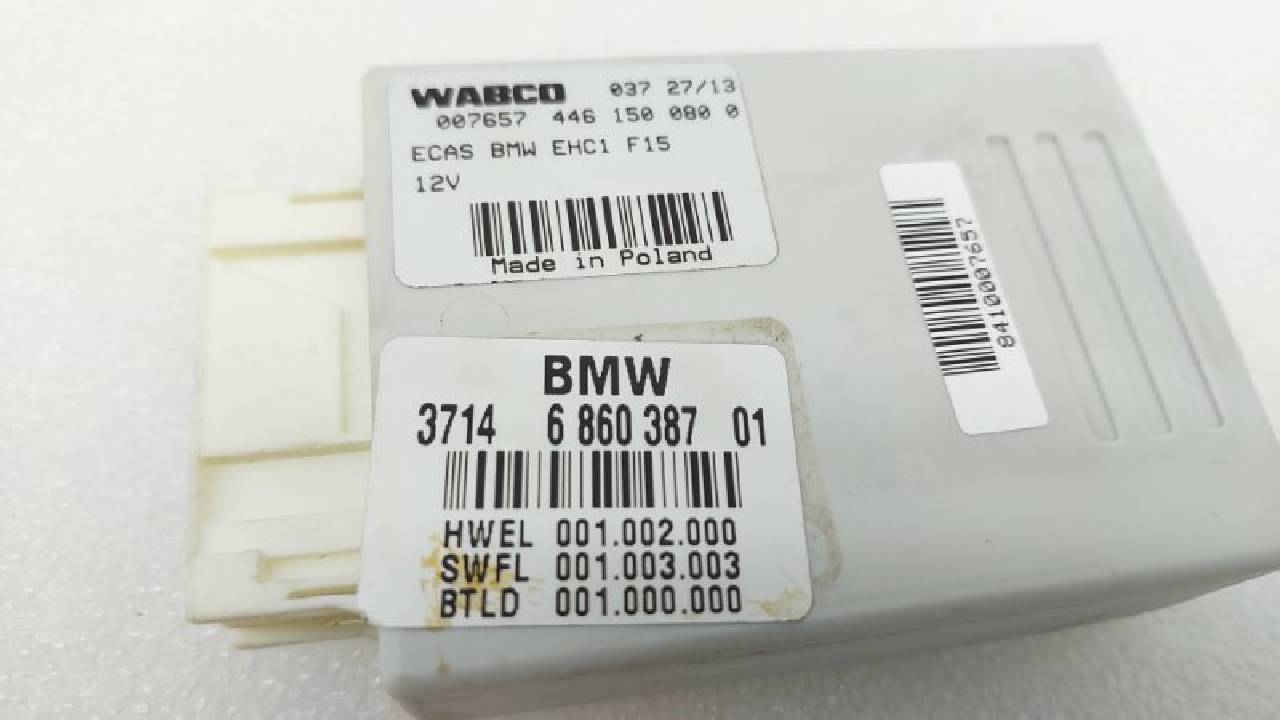 WABCO 037 27/13
007657 446 150 080 0
ECAS BMW EHC1 F15
12V
Made in Poland
8410007657
BMW
3714 6 860 387 01
HWEL 001.002.000
SWFL 001.003.003
BTLD 001.000.000